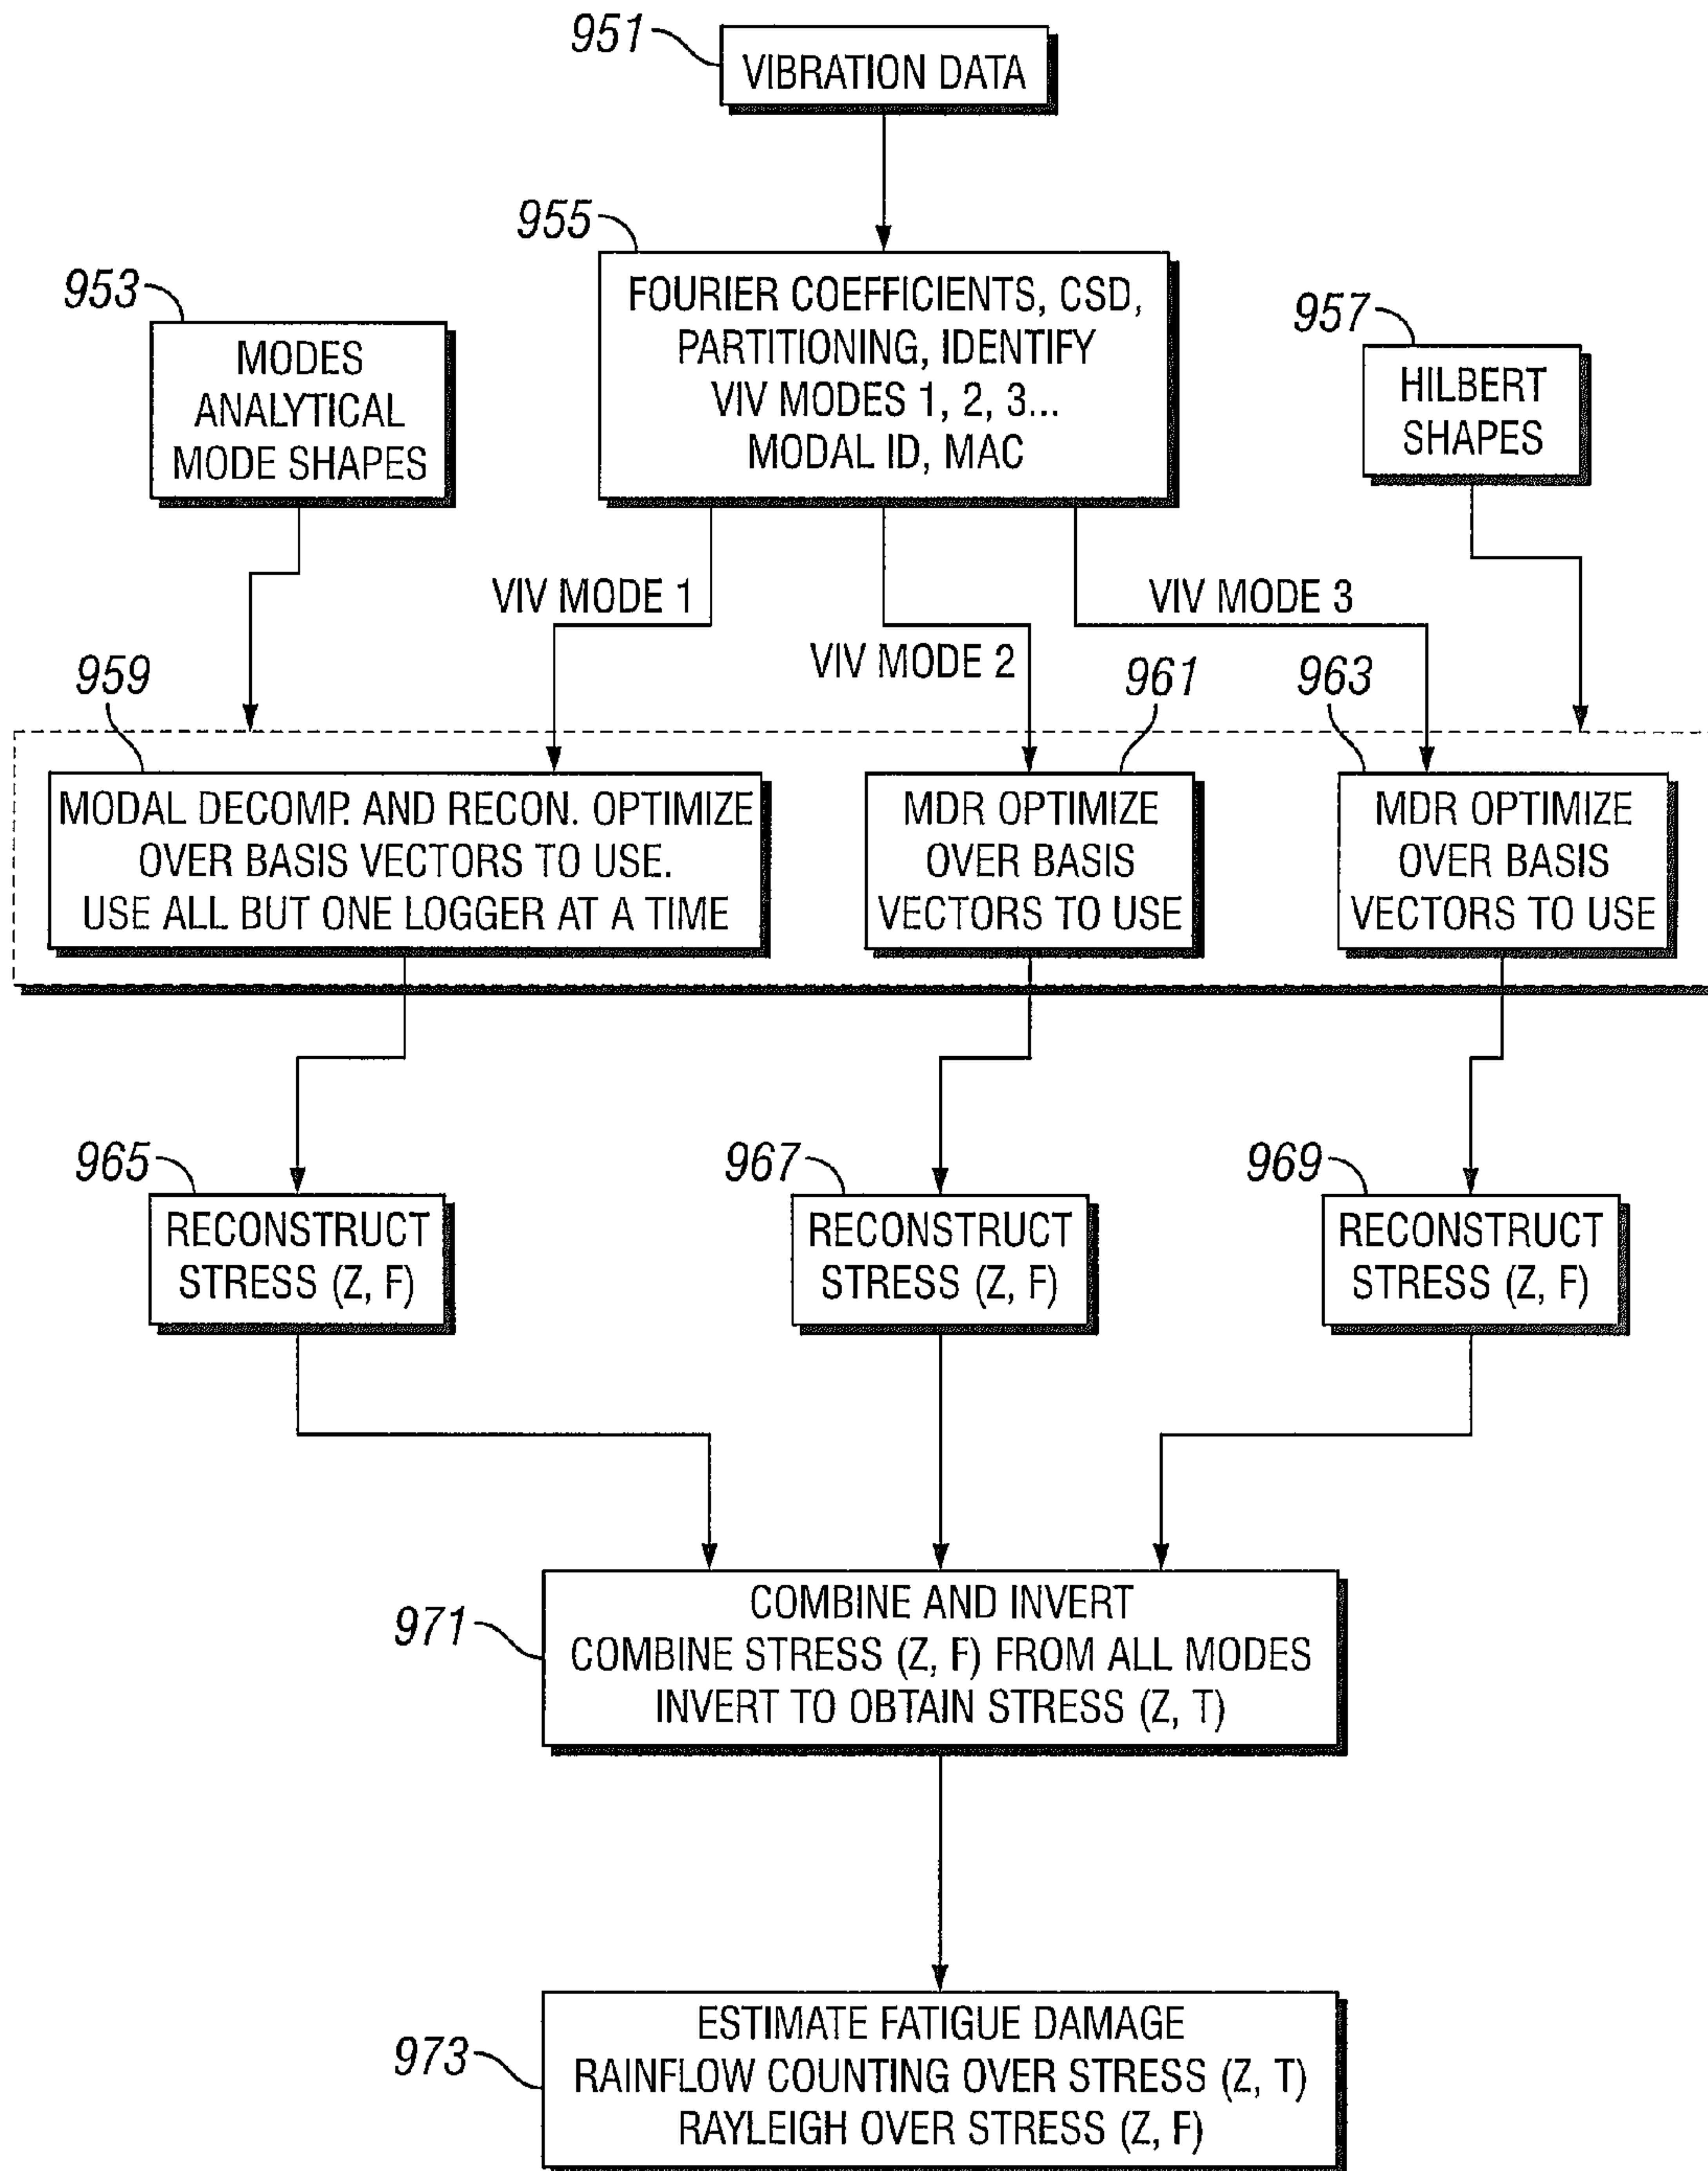 951
VIBRATION DATA
955
FOURIER COEFFICIENTS, CSD,
PARTITIONING, IDENTIFY
VIV MODES 1, 2, 3...
MODAL ID, MAC
953
MODES
ANALYTICAL
MODE SHAPES
957
HILBERT
SHAPES
VIV MODE 1
VIV MODE 2
VIV MODE 3
959
MODAL DECOMP. AND RECON. OPTIMIZE
OVER BASIS VECTORS TO USE.
USE ALL BUT ONE LOGGER AT A TIME
961
MDR OPTIMIZE
OVER BASIS
VECTORS TO USE
963
MDR OPTIMIZE
OVER BASIS
VECTORS TO USE
965
RECONSTRUCT
STRESS (Z, F)
967
RECONSTRUCT
STRESS (Z, F)
969
RECONSTRUCT
STRESS (Z, F)
971
COMBINE AND INVERT
COMBINE STRESS (Z, F) FROM ALL MODES
INVERT TO OBTAIN STRESS (Z, T)
973
ESTIMATE FATIGUE DAMAGE
RAINFLOW COUNTING OVER STRESS (Z, T)
RAYLEIGH OVER STRESS (Z, F)